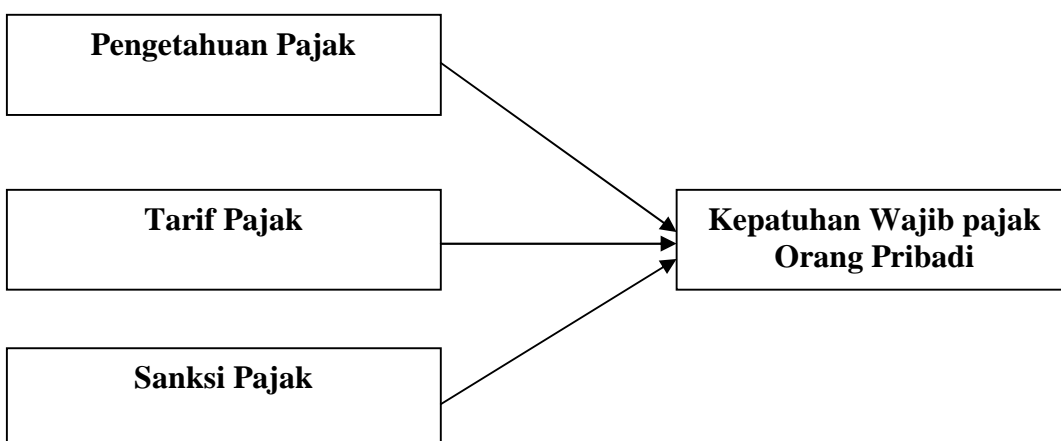 Pengetahuan Pajak
Tarif Pajak
Kepatuhan Wajib pajak
Orang Pribadi
Sanksi Pajak